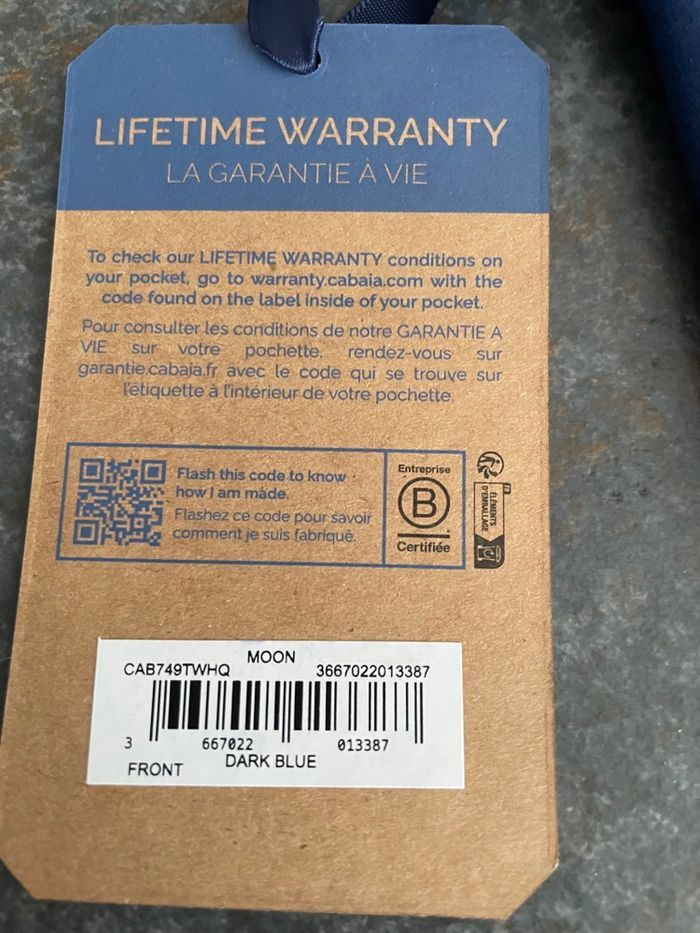 LIFETIME WARRANTY
LA GARANTIE À VIE
To check our LIFETIME WARRANTY conditions on
your pocket, go to warranty.cabaia.com with the
code found on the label inside of your pocket.
Pour consulter les conditions de notre GARANTIE A
VIE sur votre pochette, rendez-vous sur
garantie.cabaia.fr avec le code qui se trouve sur
l'étiquette à l'intérieur de votre pochette.
Flash this code to know
how I am made.
Flashez ce code pour savoir
comment je suis fabriqué.
Entreprise
B
Certifiée
FR
ÉLÉMENTS
D'EMBALLAGE
MOON
CAB749TWHQ 3667022013387
3 667022 013387
FRONT DARK BLUE